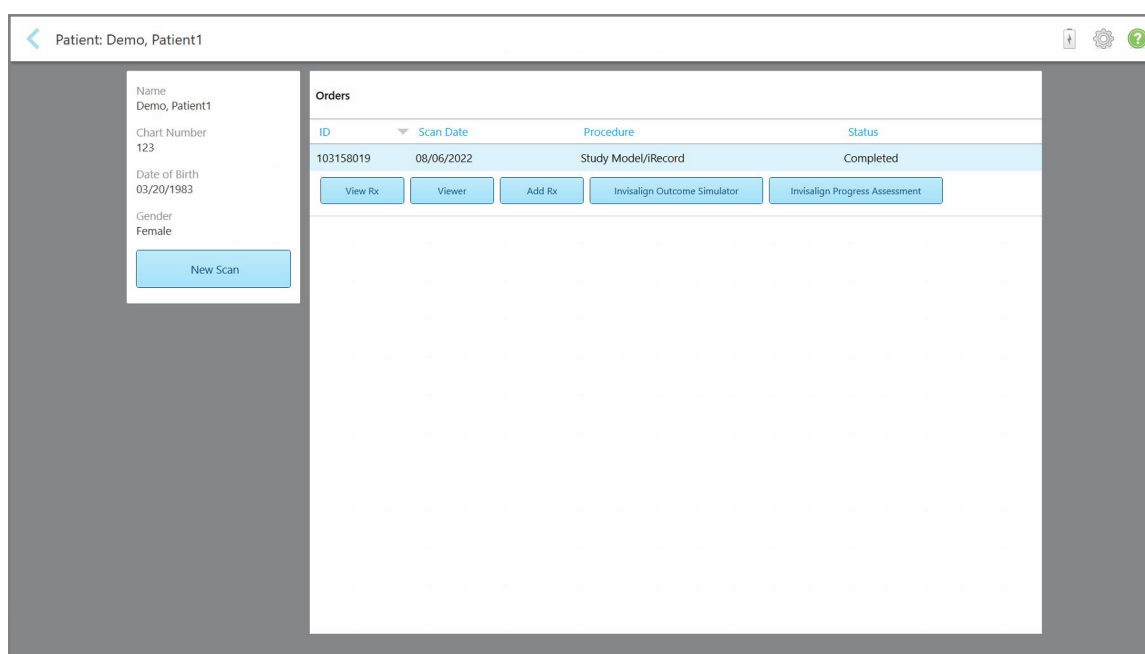 Patient: Demo, Patient1
?
Name
Demo, Patient1
Chart Number
123
Date of Birth
03/20/1983
Gender
Female
New Scan
Orders
ID Scan Date Procedure Status
103158019 08/06/2022 Study Model/iRecord Completed
View Rx Viewer Add Rx Invisalign Outcome Simulator Invisalign Progress Assessment